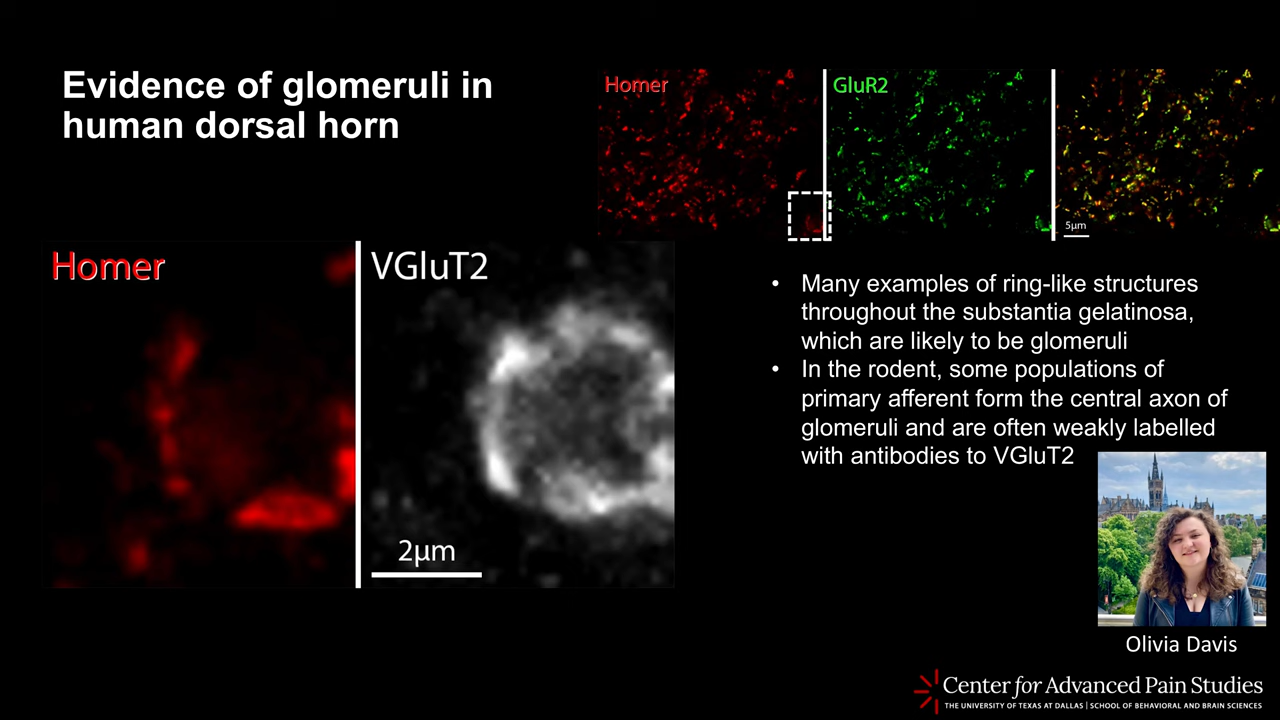 Evidence of glomeruli in
human dorsal horn
Homer
GluR2
5µm
Homer
VGluT2
2µm
• Many examples of ring-like structures
throughout the substantia gelatinosa,
which are likely to be glomeruli
• In the rodent, some populations of
primary afferent form the central axon of
glomeruli and are often weakly labelled
with antibodies to VGluT2
Olivia Davis
Center for Advanced Pain Studies
THE UNIVERSITY OF TEXAS AT DALLAS | SCHOOL OF BEHAVIORAL AND BRAIN SCIENCES